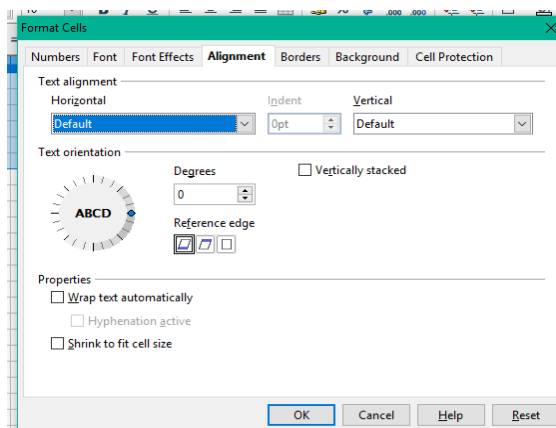 Format Cells
Numbers Font Font Effects Alignment Borders Background Cell Protection
Text alignment
Horizontal Indent Vertical
Default 0pt Default
Text orientation
Degrees Vertically stacked
0
ABCD
Reference edge
Properties
Wrap text automatically
Hyphenation active
Shrink to fit cell size
OK Cancel Help Reset